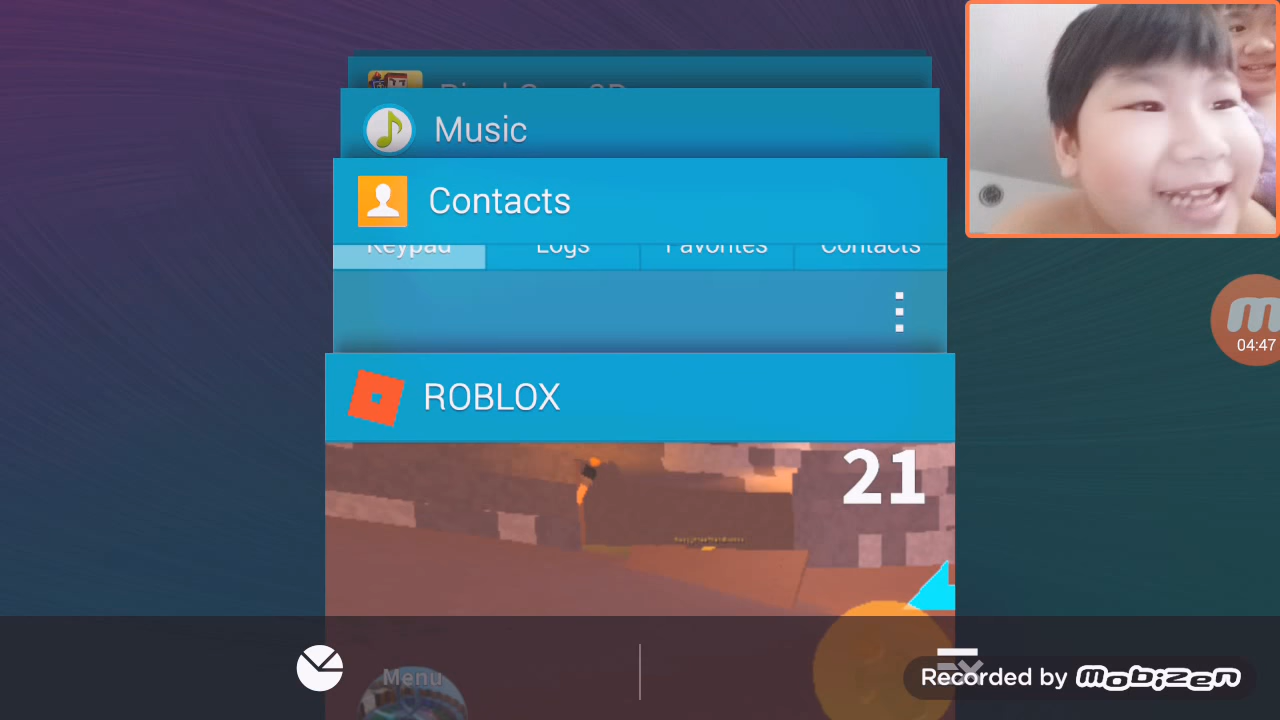 Music
Contacts
Keypad Logs Favorites Contacts
04:47
ROBLOX
21
Menu
Recorded by mobizen